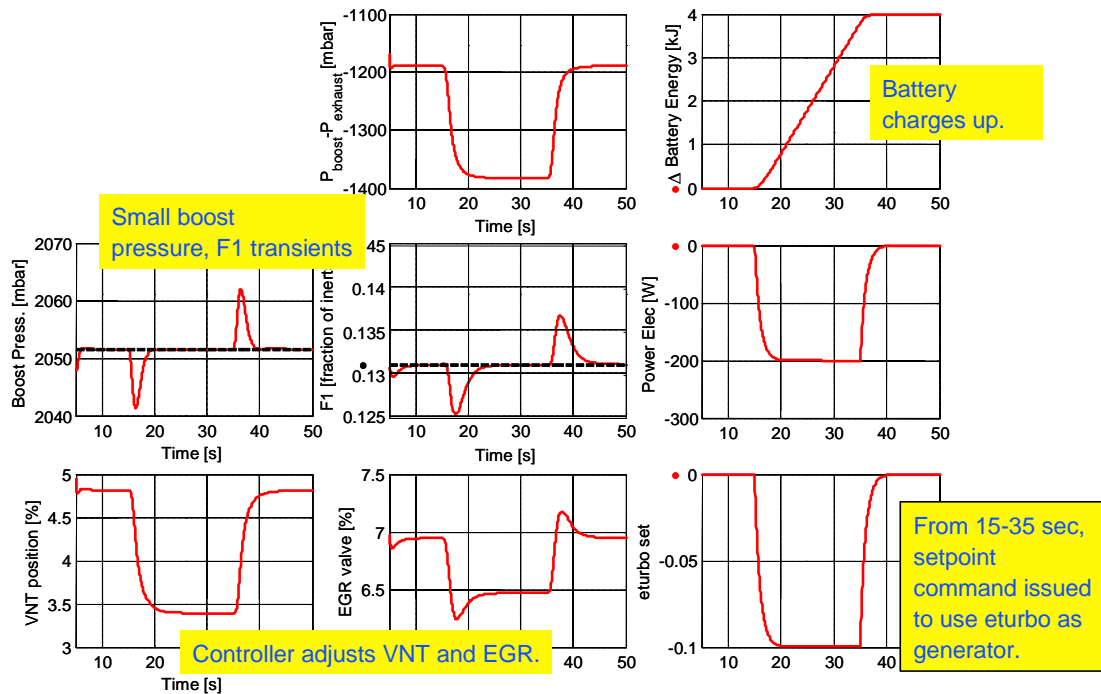 -1100
-1200
-1300
-1400
P_boost-P_exhaust [mbar]
10 20 30 40 50
Time [s]
4
3
2
1
0
Δ Battery Energy [kJ]
10 20 30 40 50
Battery
charges up.
Small boost
pressure, F1 transients
2070
2060
2050
2040
Boost Press. [mbar]
10 20 30 40 50
Time [s]
45
0.14
0.135
0.13
0.125
F1 [fraction of inert
10 20 30 40 50
Time [s]
0
-100
-200
-300
Power Elec [W]
10 20 30 40 50
5
4.5
4
3.5
3
VNT position [%]
10 20 30 40 50
Time [s]
7.5
7
6.5
EGR valve [%]
10 20 30 40 50
Time [s]
Controller adjusts VNT and EGR.
0
-0.05
-0.1
eturbo set
10 20 30 40 50
From 15-35 sec,
setpoint
command issued
to use eturbo as
generator.